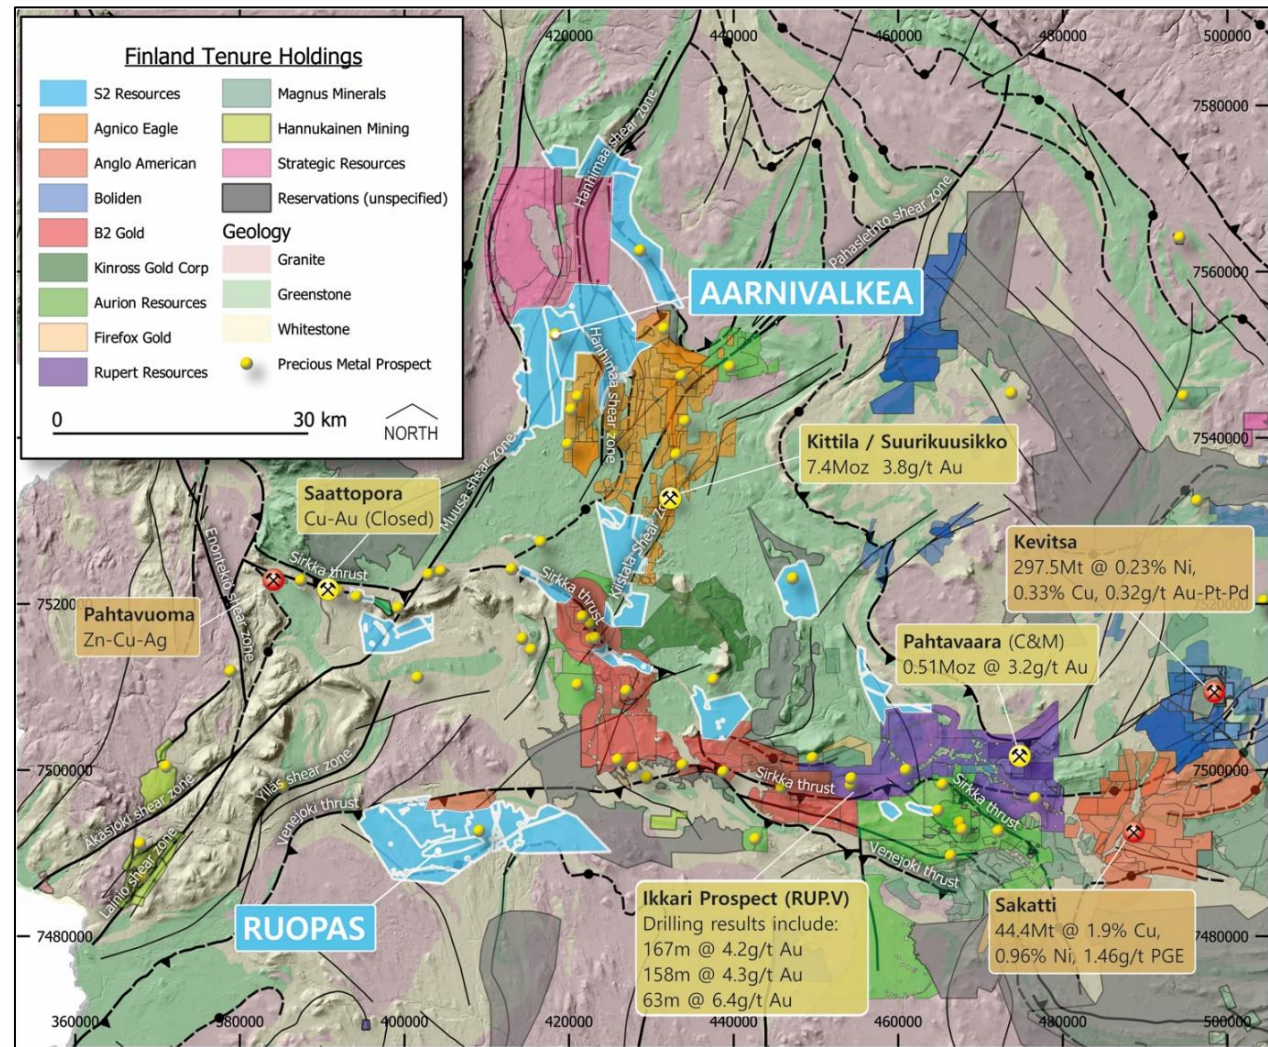 Finland Tenure Holdings
S2 Resources
Agnico Eagle
Anglo American
Boliden
B2 Gold
Kinross Gold Corp
Aurion Resources
Firefox Gold
Rupert Resources
Magnus Minerals
Hannukainen Mining
Strategic Resources
Reservations (unspecified)
Geology
Granite
Greenstone
Whitestone
Precious Metal Prospect
0 30 km
NORTH
420000 440000 460000 480000 500000
7580000
Hanhimaa shear zone
Pahaslehto shear zone
7560000
AARNIVALKEA
Hanhimaa shear zone
7540000
Kittila / Suurikuusikko
7.4Moz 3.8g/t Au
Muusa shear zone
Saattopora
Cu-Au (Closed)
Kiistala Shear
Kevitsa
297.5Mt @ 0.23% Ni,
0.33% Cu, 0.32g/t Au-Pt-Pd
Enontekiö shear zone
Sirkka thrust
Sirkka thrust
75200
7520000
Pahtavuoma
Zn-Cu-Ag
Pahtavaara (C&M)
0.51Moz @ 3.2g/t Au
7500000
7500000
Äkäsjoki shear zone
Ylläs shear zone
Venejoki thrust
Sirkka thrust
Sirkka thrust
Lainio shear zone
Venejoki thrust
RUOPAS
Ikkari Prospect (RUP.V)
Drilling results include:
167m @ 4.2g/t Au
158m @ 4.3g/t Au
63m @ 6.4g/t Au
Sakatti
44.4Mt @ 1.9% Cu,
0.96% Ni, 1.46g/t PGE
7480000
7480000
360000 380000 400000 420000 440000 460000 480000 500000